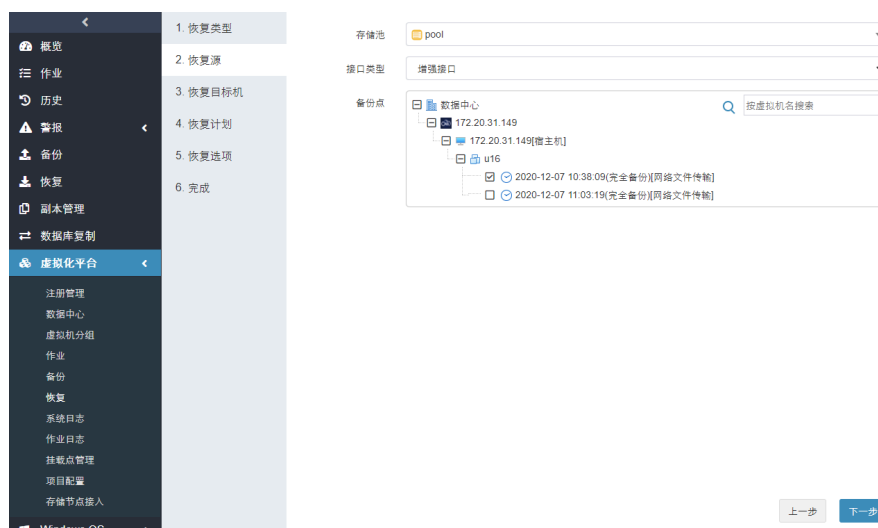 概览
作业
历史
警报
备份
恢复
副本管理
数据库复制
虚拟化平台
注册管理
数据中心
虚拟机分组
作业
备份
恢复
系统日志
作业日志
挂载点管理
项目配置
存储节点接入
Windows OS
1. 恢复类型
2. 恢复源
3. 恢复目标机
4. 恢复计划
5. 恢复选项
6. 完成
存储池
pool
接口类型
增强接口
备份点
数据中心
按虚拟机名搜索
172.20.31.149
172.20.31.149[宿主机]
u16
2020-12-07 10:38:09(完全备份)[网络文件传输]
2020-12-07 11:03:19(完全备份)[网络文件传输]
上一步
下一步